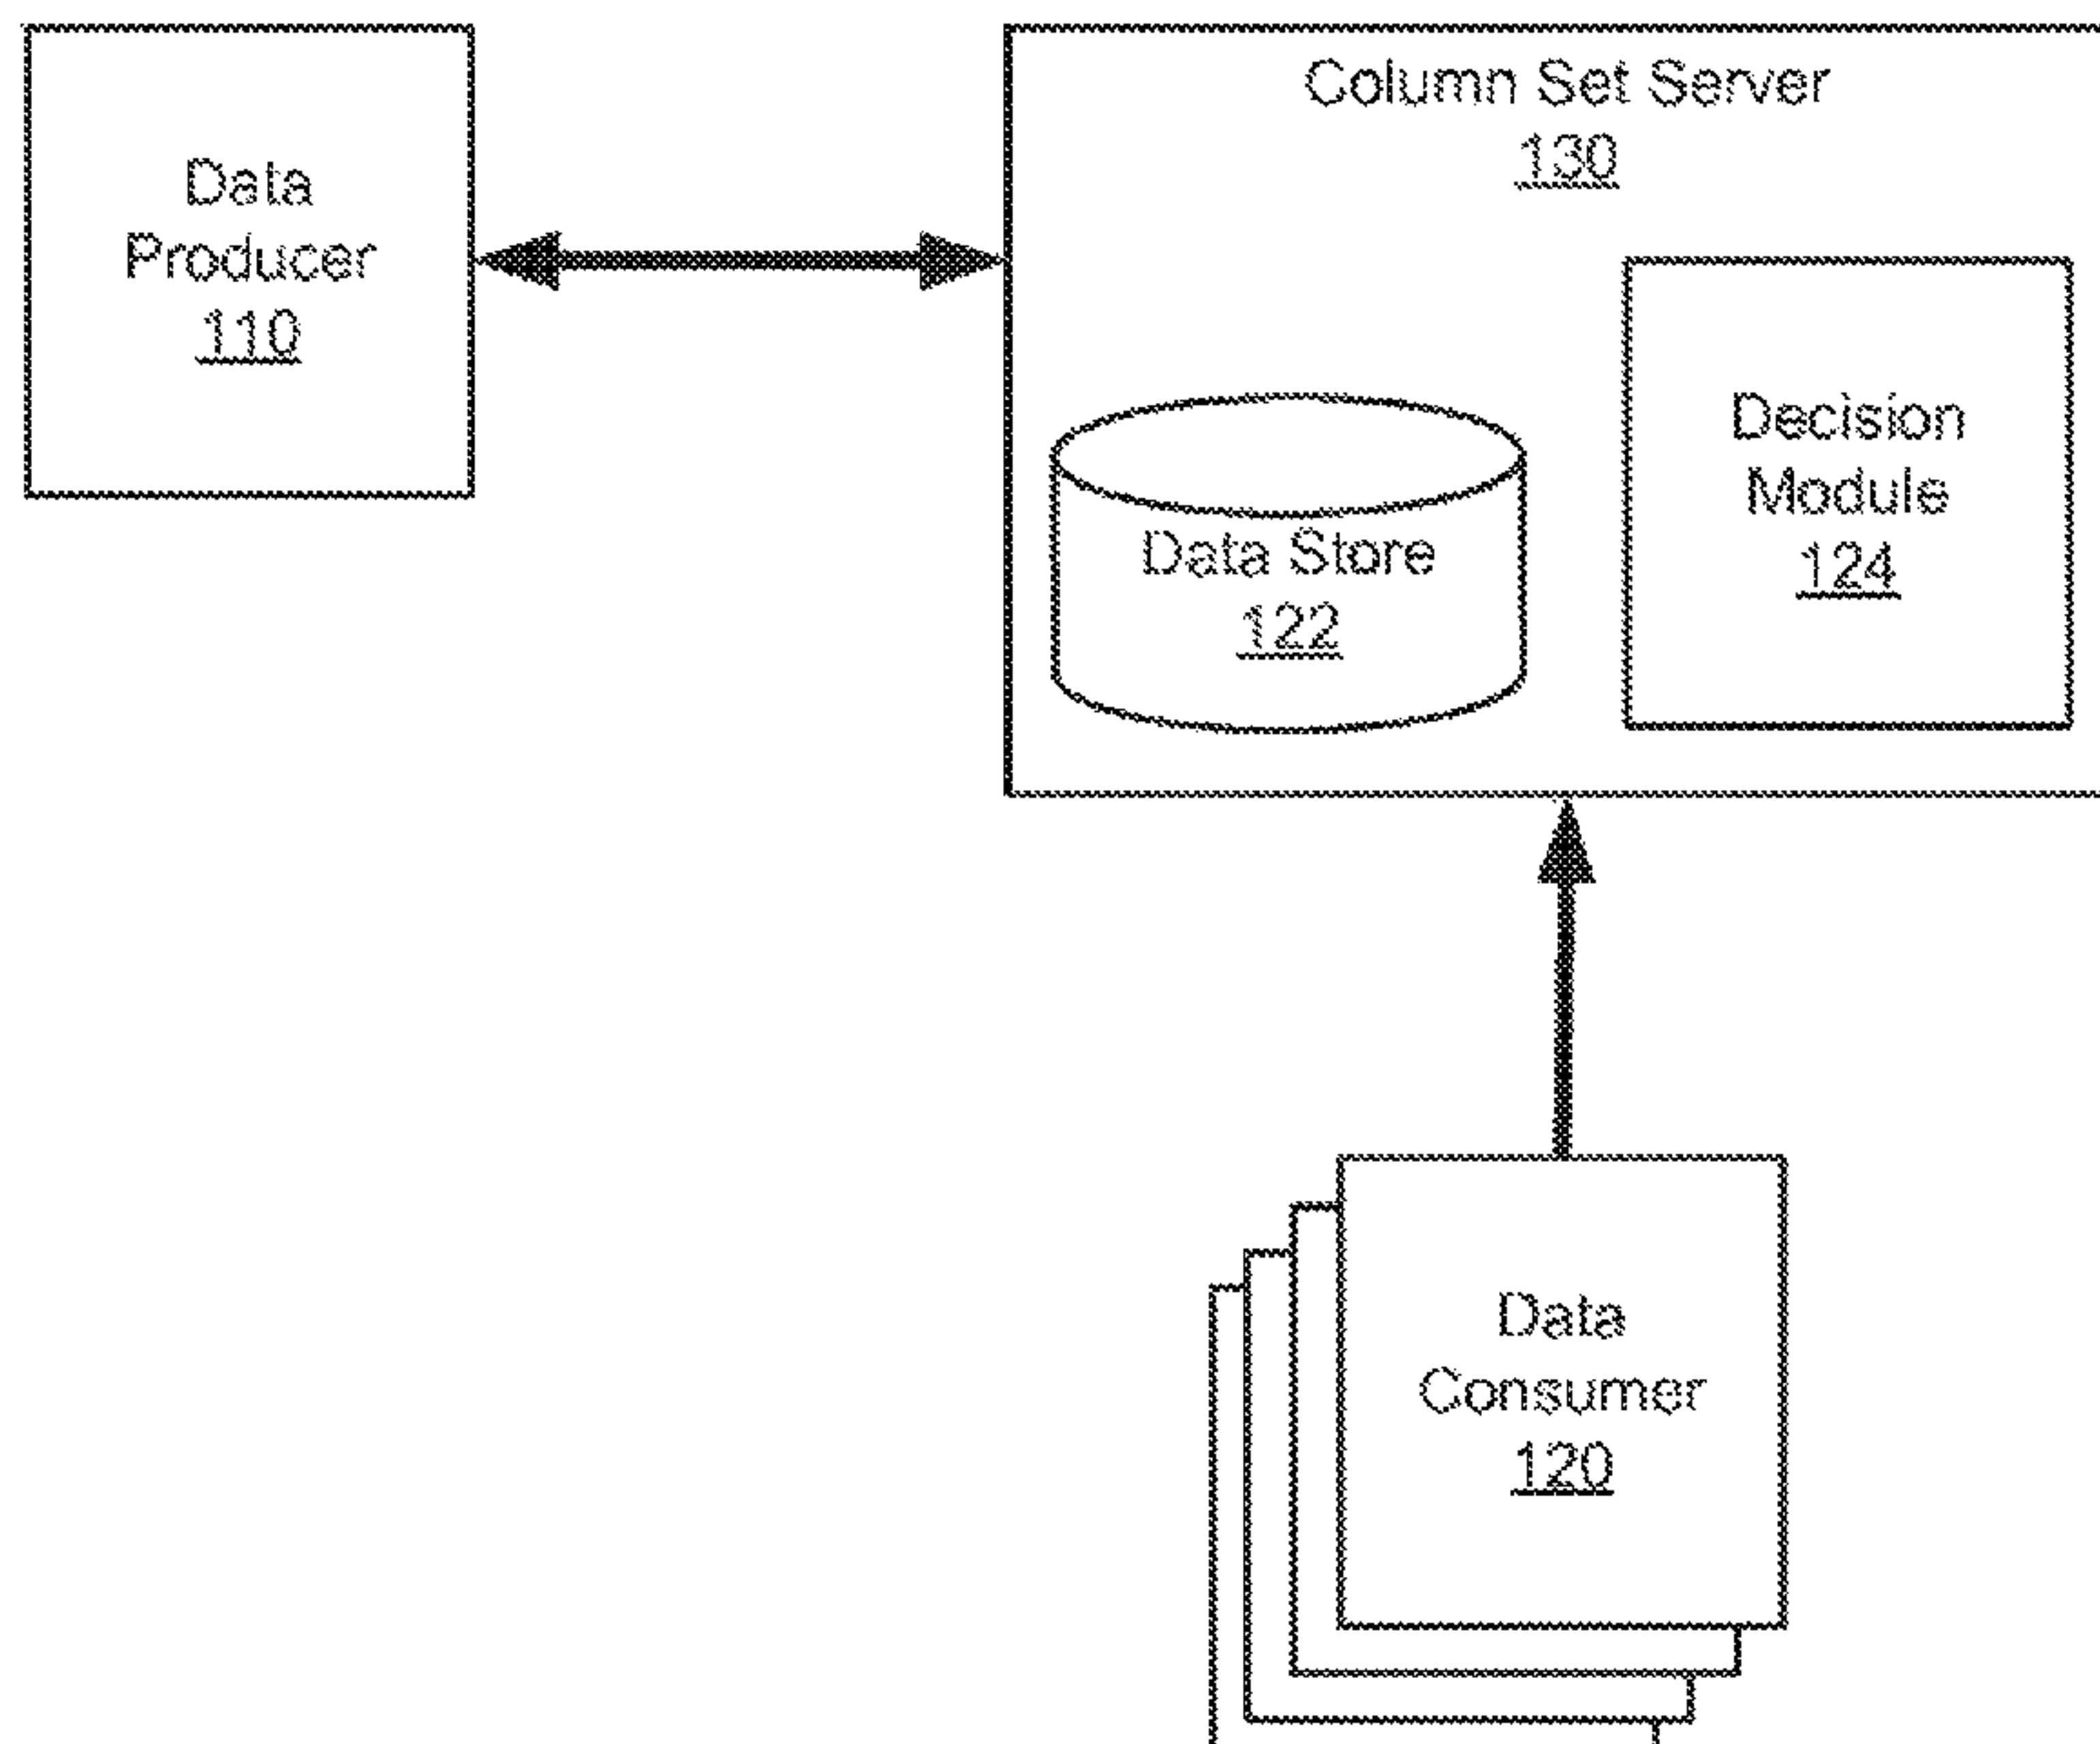 Data
Producer
110
Column Set Server
130
Data Store
122
Decision
Module
124
Data
Consumer
120